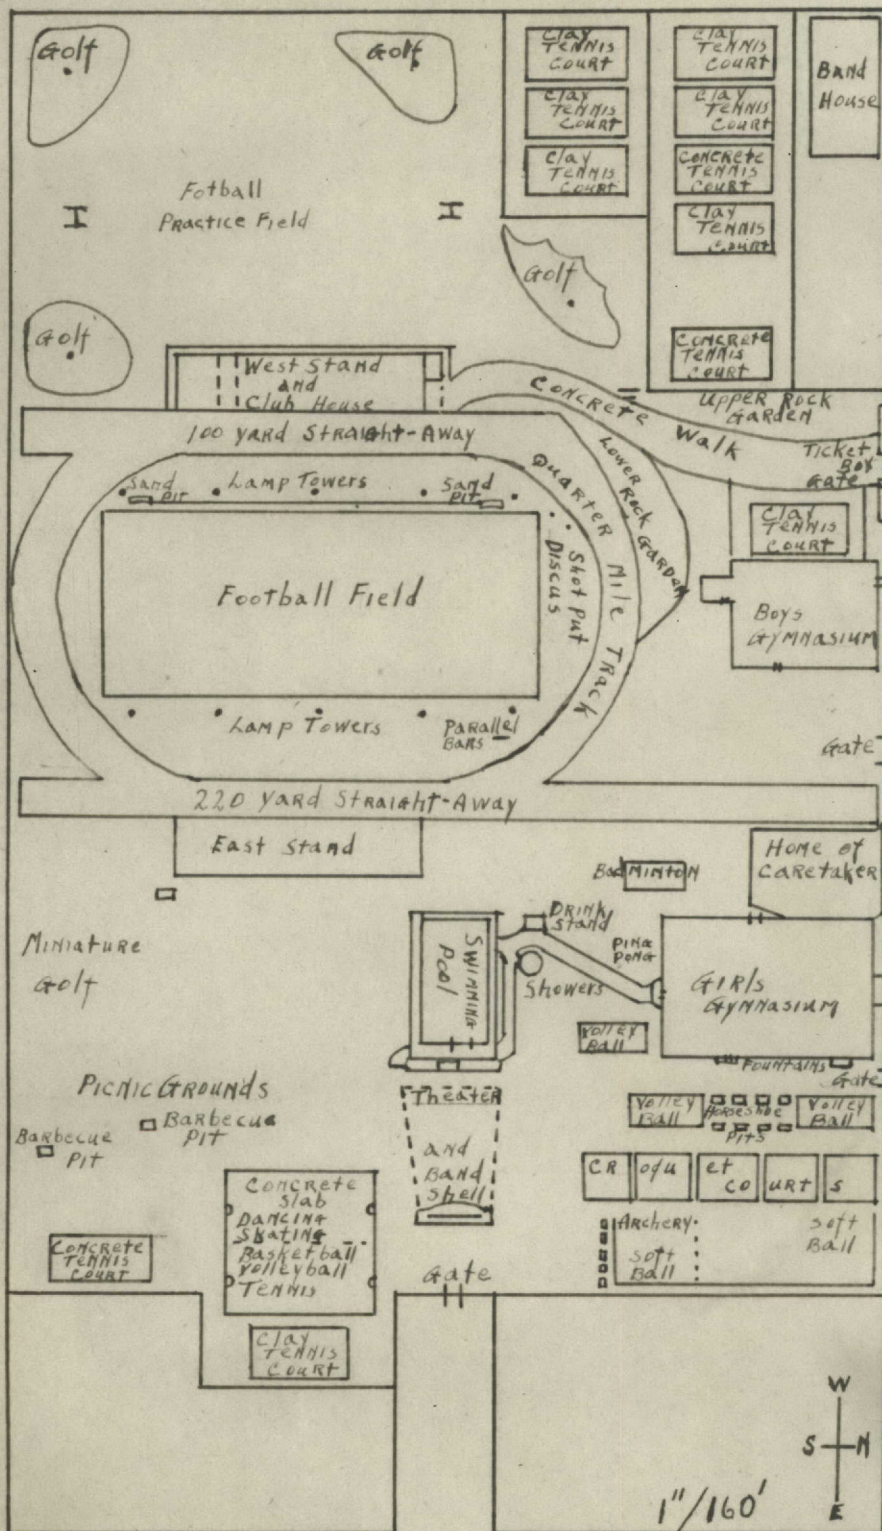 Golf
Golf
Clay
TENNIS
COURT
Clay
TENNIS
COURT
Clay
TENNIS
COURT
Clay
TENNIS
COURT
Clay
TENNIS
COURT
CONCRETE
TENNIS
COURT
Clay
TENNIS
COURT
Band
House
Fotball
Practice Field
Golf
Golf
CONCRETE
TENNIS
COURT
West Stand
and
Club House
CONCRETE
Walk
UPPER ROCK
GARDEN
TICKET
BOX
Gate
100 yard Straight-Away
LOWER ROCK GARDEN
QUARTER MILE TRACK
Sand
Pit
Lamp Towers
Sand
Pit
Clay
TENNIS
COURT
Shot Put
Discus
Football Field
Boys
GYMNASIUM
Lamp Towers
Parallel
Bars
Gate
220 Yard Straight-Away
East Stand
Badminton
Home of
Caretaker
Miniature
Golf
SWIMMING
POOL
DRINK
STAND
PING
PONG
Showers
GIRLS
GYMNASIUM
Volley
Ball
FOUNTAINS
Gate
PICNIC GROUNDS
Barbecue
Pit
Barbecue
Pit
Theater
and
Band
Shell
Volley
Ball
Horseshoe
Pits
Volley
Ball
CR oqu et
CO URT S
CONCRETE
Slab
DANCING
SKATING
Basketball
Volleyball
TENNIS
CONCRETE
TENNIS
COURT
Clay
TENNIS
COURT
Gate
ARCHERY
Soft
Ball
Soft
Ball
W
S N
E
1"/160'